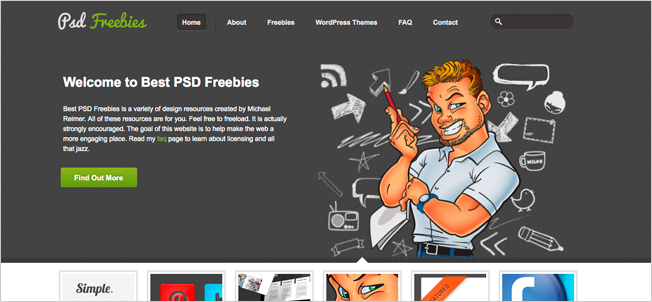 Psd Freebies
Home
About
Freebies
WordPress Themes
FAQ
Contact
Welcome to Best PSD Freebies
Best PSD Freebies is a variety of design resources created by Michael
Reimer. All of these resources are for you. Feel free to freeload. It is actually
strongly encouraged. The goal of this website is to help make the web a
more engaging place. Read my faq page to learn about licensing and all
that jazz.
Find Out More
Simple.